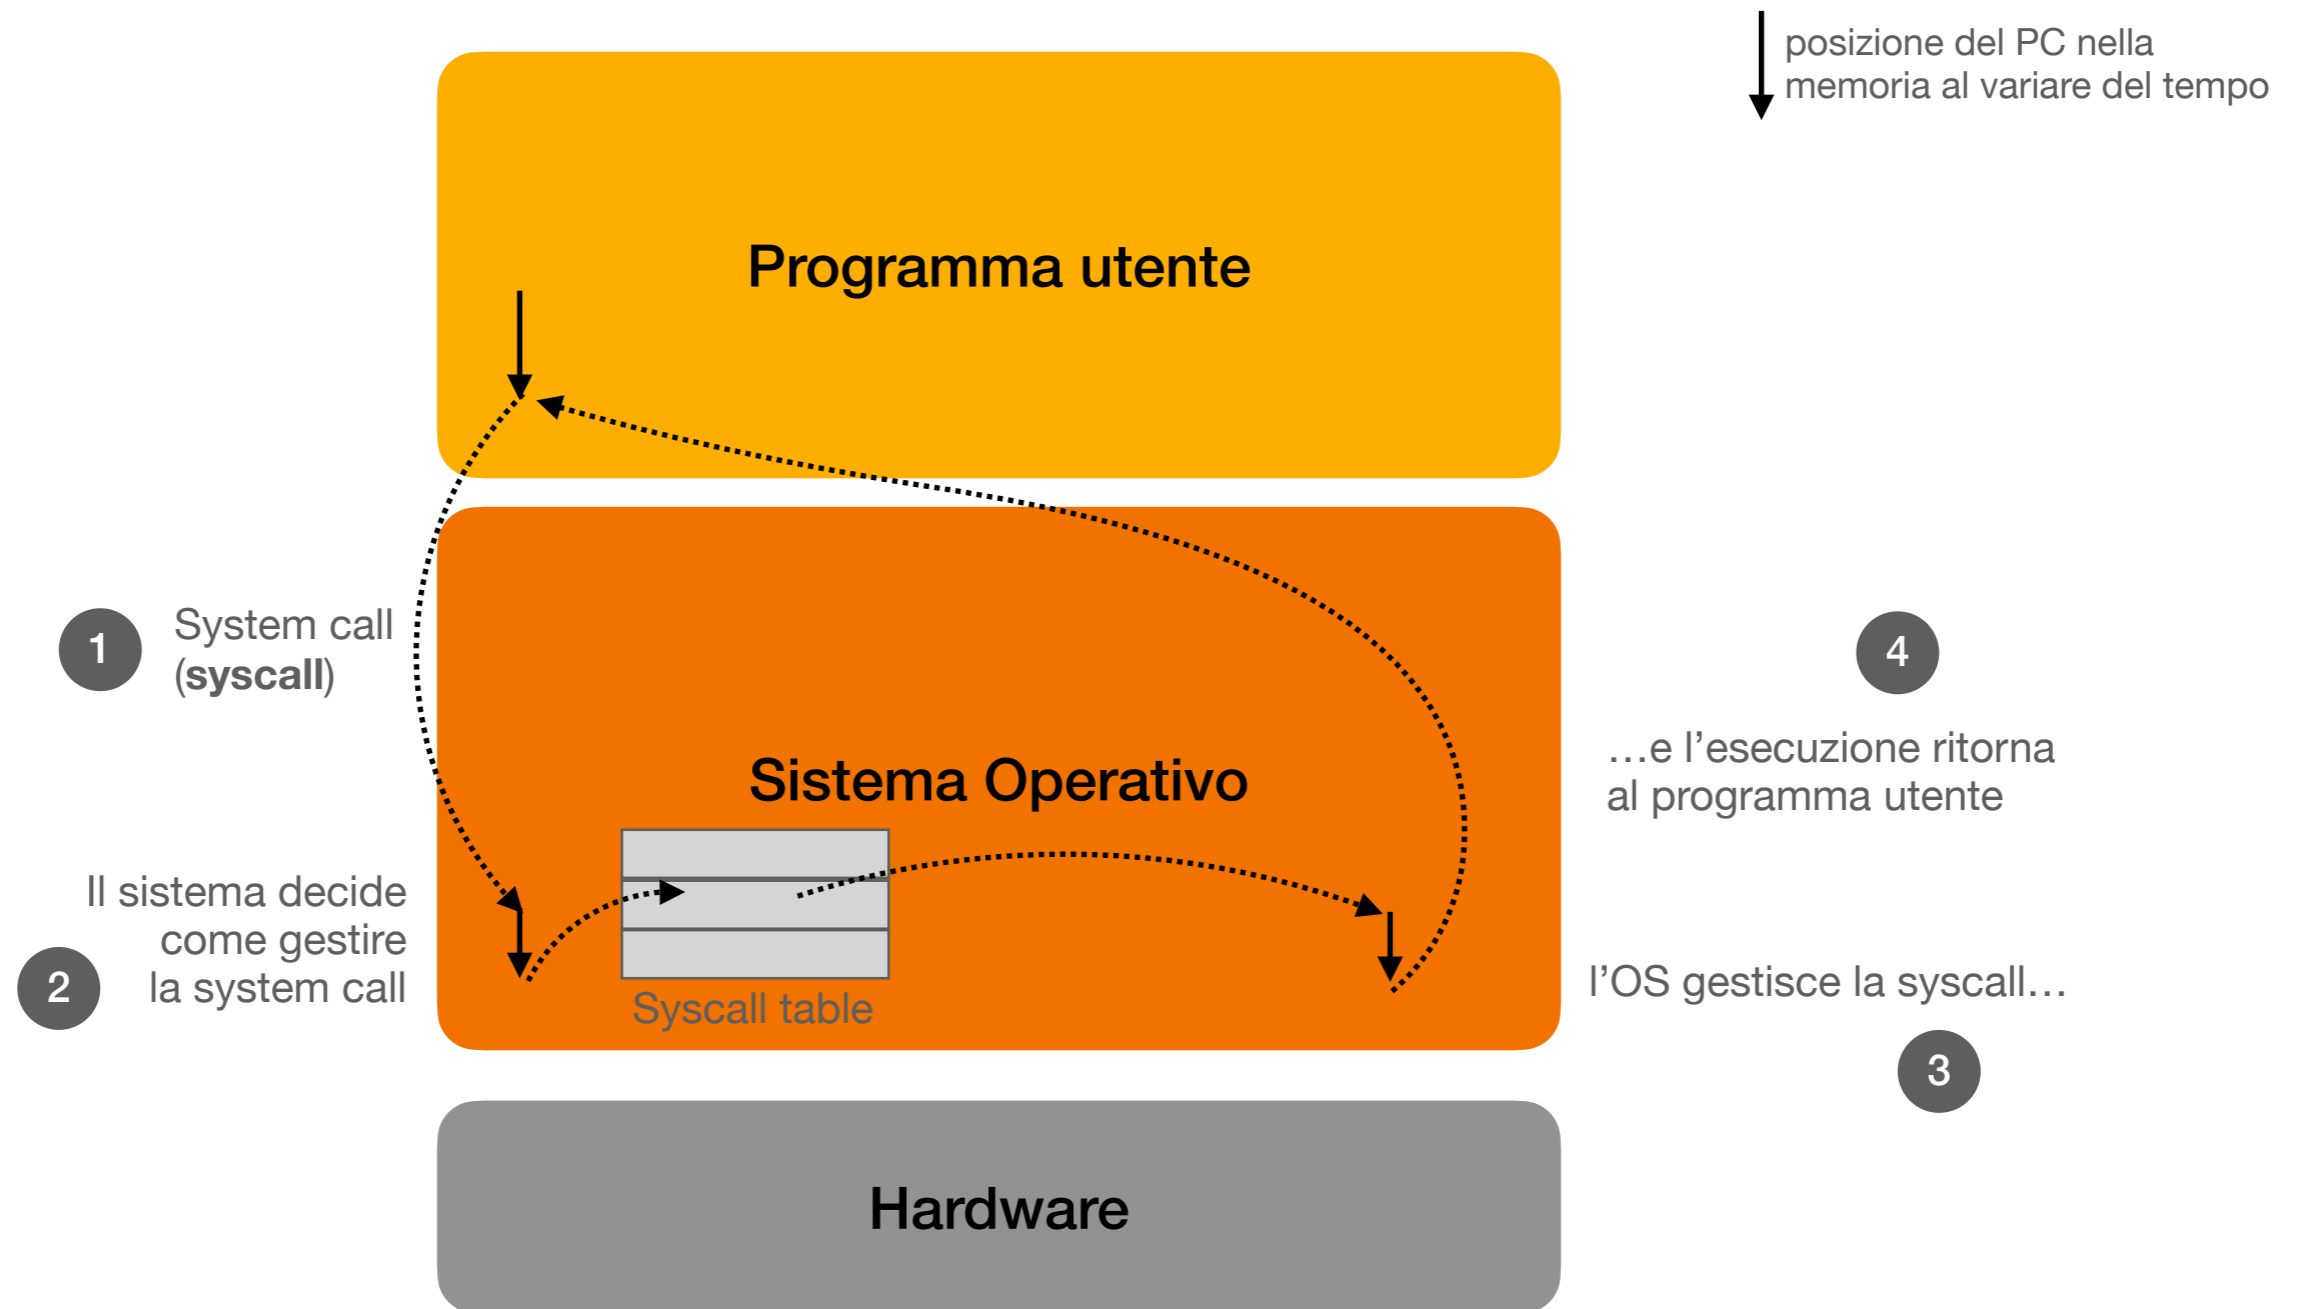 posizione del PC nella
memoria al variare del tempo
Programma utente
1
System call
(syscall)
4
…e l'esecuzione ritorna
al programma utente
Sistema Operativo
Il sistema decide
come gestire
la system call
2
Syscall table
l'OS gestisce la syscall…
3
Hardware